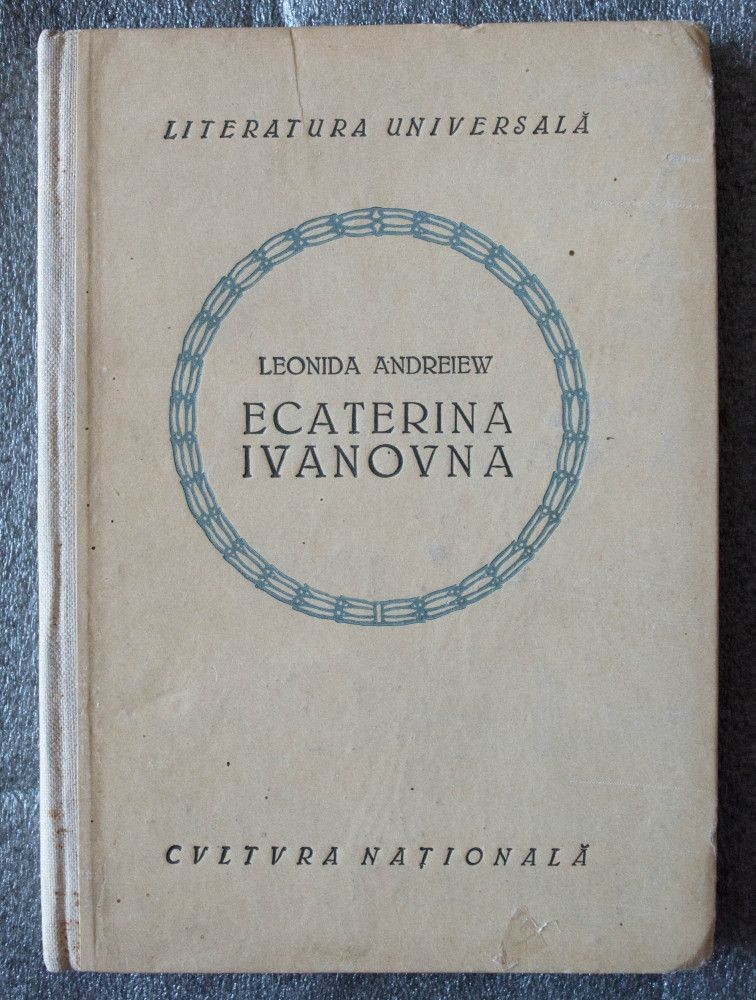 LITERATURA UNIVERSALĂ
LEONIDA ANDREIEW
ECATERINA
IVANOVNA
CVLTVRA NAȚIONALĂ